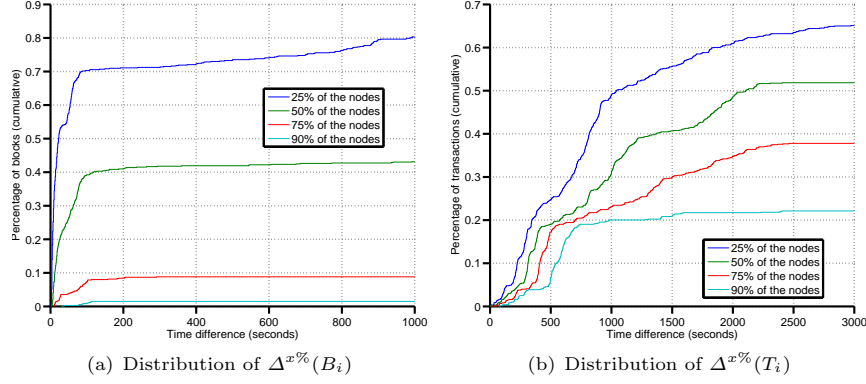 Percentage of blocks (cumulative)
0.9
0.8
0.7
0.6
0.5
0.4
0.3
0.2
0.1
0
0
200
400
600
800
1000
Time difference (seconds)
25% of the nodes
50% of the nodes
75% of the nodes
90% of the nodes
(a) Distribution of Δ^{x%}(B_i)
Percentage of transactions (cumulative)
0.7
0.6
0.5
0.4
0.3
0.2
0.1
0
0
500
1000
1500
2000
2500
3000
Time difference (seconds)
25% of the nodes
50% of the nodes
75% of the nodes
90% of the nodes
(b) Distribution of Δ^{x%}(T_i)